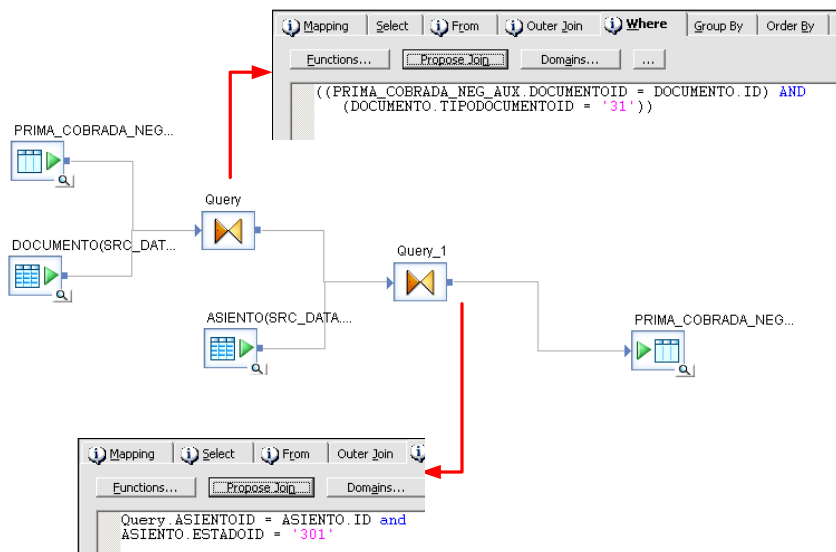 Mapping Select From Outer Join Where Group By Order By
Functions... Propose Join Domains... ...
((PRIMA_COBRADA_NEG_AUX.DOCUMENTOID = DOCUMENTO.ID) AND
(DOCUMENTO.TIPODOCUMENTOID = '31'))
PRIMA_COBRADA_NEG...
Query
DOCUMENTO(SRC_DAT...
Query_1
ASIENTO(SRC_DATA....
PRIMA_COBRADA_NEG...
Mapping Select From Outer Join
Functions... Propose Join Domains...
Query.ASIENTOID = ASIENTO.ID and
ASIENTO.ESTADOID = '301'